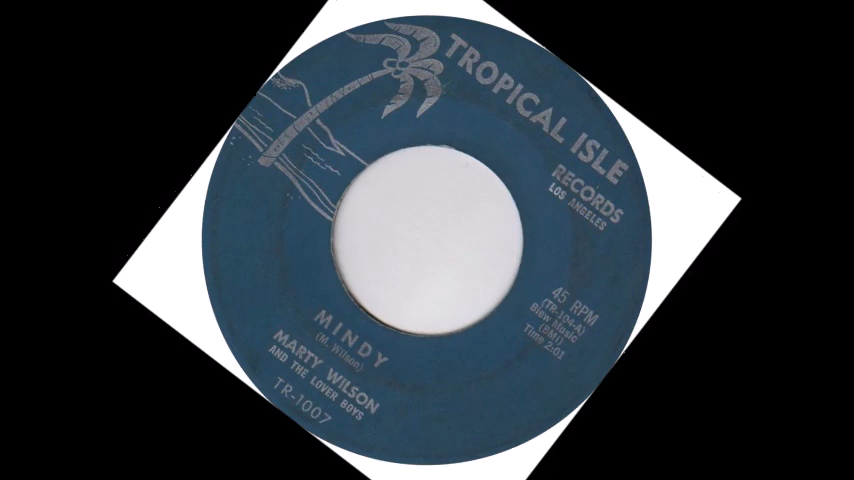 TROPICAL ISLE
RECORDS
LOS ANGELES
45 RPM
(TR-104-A)
Blew Music
(BMI)
Time 2:01
MINDY
(M. Wilson)
MARTY WILSON
AND THE LOVER BOYS
TR-1007